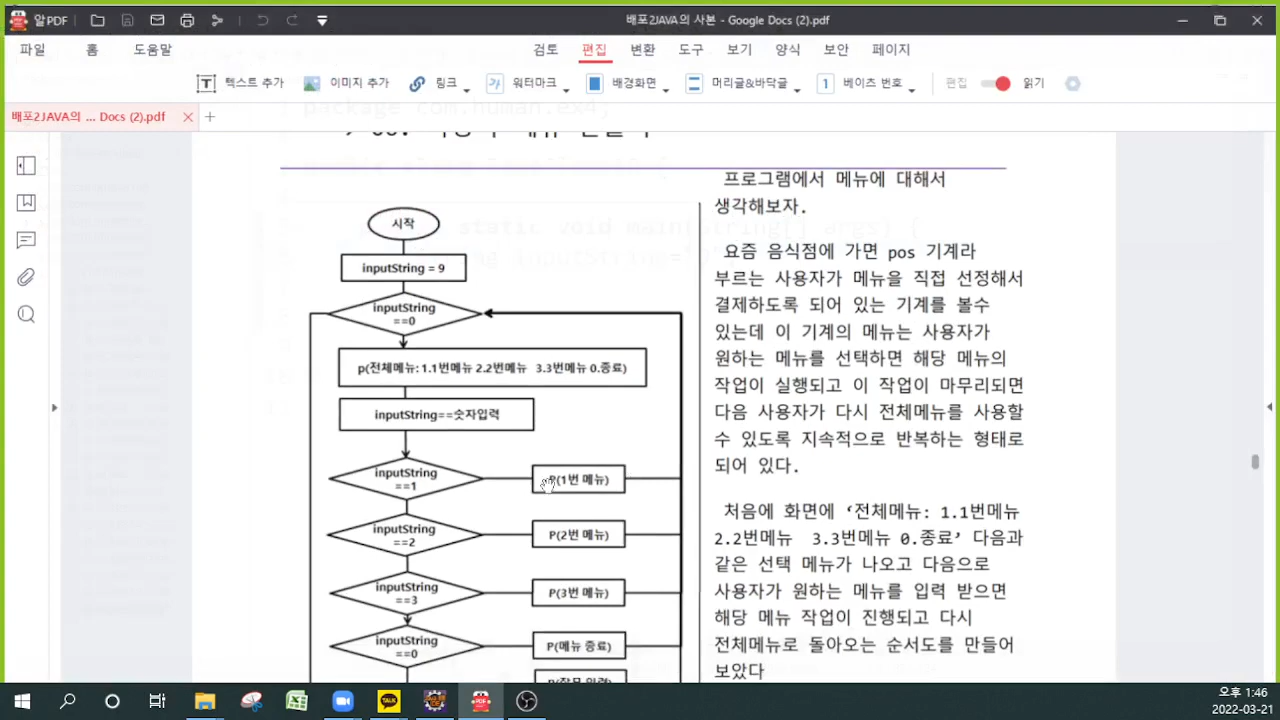 알PDF
배포2JAVA의 사본 - Google Docs (2).pdf
파일 홈 도움말 검토 편집 변환 도구 보기 양식 보안 페이지
텍스트 추가 이미지 추가 링크 워터마크 배경화면 머리글&바닥글 베이츠 번호 편집 읽기
배포2JAVA의 ... Docs (2).pdf
package com.human.ex4;
static void main(String[] args) {
시작
inputString = 9
inputString
==0
p(전체메뉴: 1.1번메뉴 2.2번메뉴 3.3번메뉴 0.종료)
inputString==숫자입력
inputString
==1
P(1번 메뉴)
inputString
==2
P(2번 메뉴)
inputString
==3
P(3번 메뉴)
inputString
==0
P(메뉴 종료)
프로그램에서 메뉴에 대해서
생각해보자.
요즘 음식점에 가면 pos 기계라
부르는 사용자가 메뉴을 직접 선정해서
결제하도록 되어 있는 기계를 볼수
있는데 이 기계의 메뉴는 사용자가
원하는 메뉴를 선택하면 해당 메뉴의
작업이 실행되고 이 작업이 마무리되면
다음 사용자가 다시 전체메뉴를 사용할
수 있도록 지속적으로 반복하는 형태로
되어 있다.
처음에 화면에 ‘전체메뉴: 1.1번메뉴
2.2번메뉴 3.3번메뉴 0.종료’ 다음과
같은 선택 메뉴가 나오고 다음으로
사용자가 원하는 메뉴를 입력 받으면
해당 메뉴 작업이 진행되고 다시
전체메뉴로 돌아오는 순서도를 만들어
보았다
오후 1:46
2022-03-21